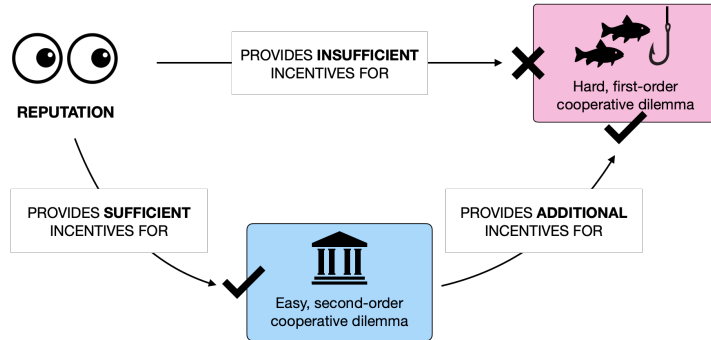 REPUTATION
PROVIDES INSUFFICIENT
INCENTIVES FOR
Hard, first-order
cooperative dilemma
PROVIDES SUFFICIENT
INCENTIVES FOR
Easy, second-order
cooperative dilemma
PROVIDES ADDITIONAL
INCENTIVES FOR